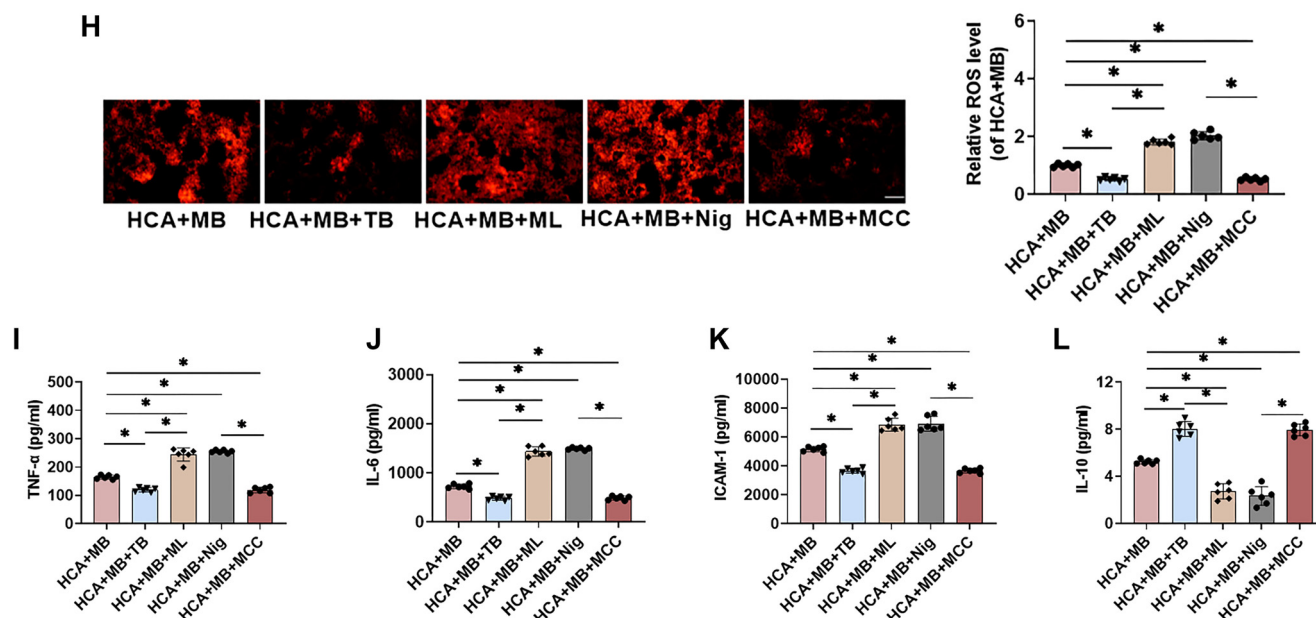 H
HCA+MB
HCA+MB+TB
HCA+MB+ML
HCA+MB+Nig
HCA+MB+MCC
Relative ROS level
(of HCA+MB)
6
4
2
0
*
*
*
*
*
*
HCA+MB
HCA+MB+TB
HCA+MB+ML
HCA+MB+Nig
HCA+MB+MCC
I
TNF-α (pg/ml)
500
400
300
200
100
0
*
*
*
*
*
*
HCA+MB
HCA+MB+TB
HCA+MB+ML
HCA+MB+Nig
HCA+MB+MCC
J
IL-6 (pg/ml)
3000
2000
1000
0
*
*
*
*
*
*
HCA+MB
HCA+MB+TB
HCA+MB+ML
HCA+MB+Nig
HCA+MB+MCC
K
ICAM-1 (pg/ml)
10000
8000
6000
4000
2000
0
*
*
*
*
*
*
HCA+MB
HCA+MB+TB
HCA+MB+ML
HCA+MB+Nig
HCA+MB+MCC
L
IL-10 (pg/ml)
12
8
4
0
*
*
*
*
*
*
HCA+MB
HCA+MB+TB
HCA+MB+ML
HCA+MB+Nig
HCA+MB+MCC